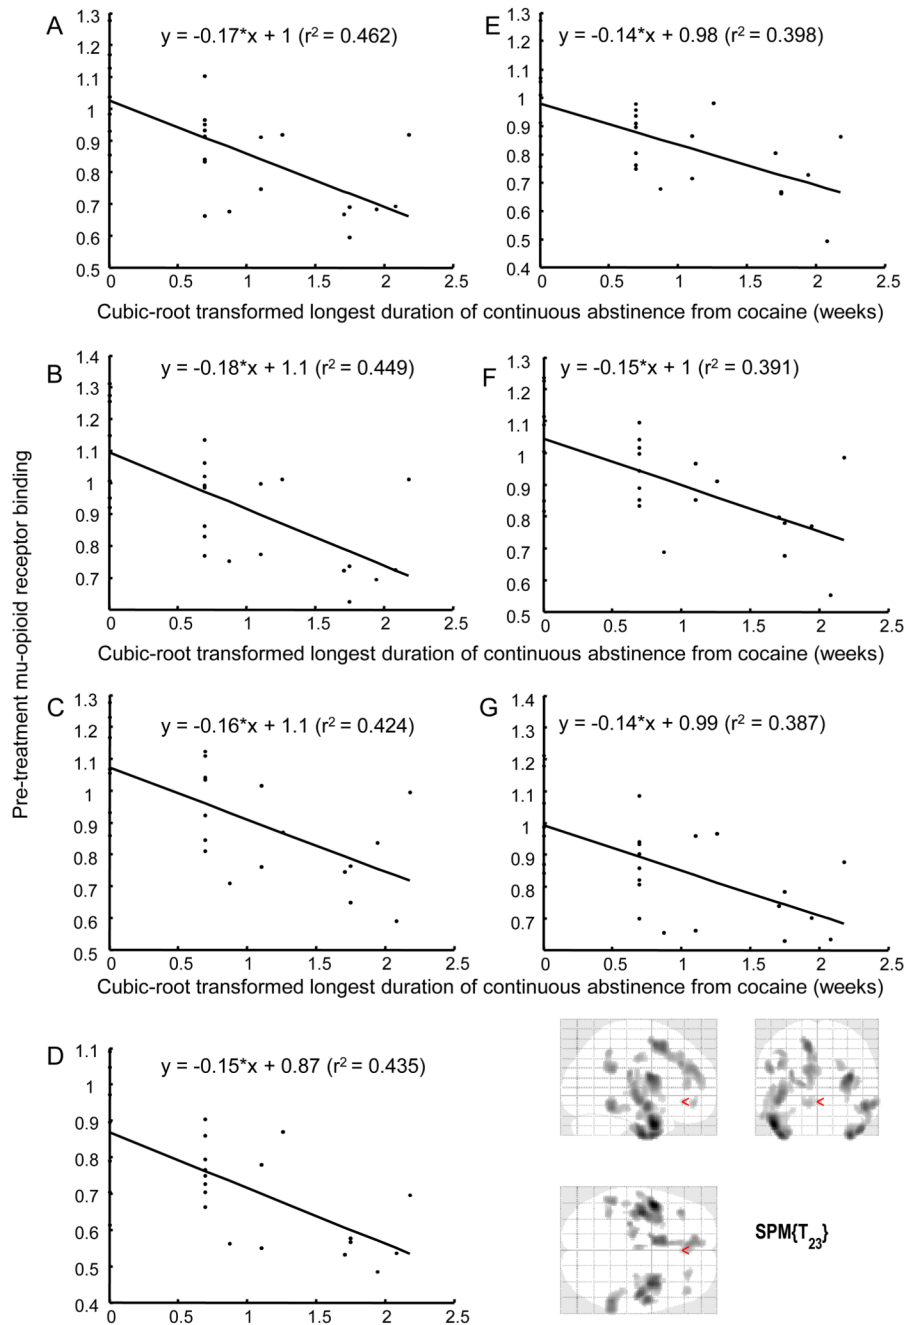 Pre-treatment mu-opioid receptor binding
A
y = -0.17*x + 1 (r² = 0.462)
1.3
1.2
1.1
1
0.9
0.8
0.7
0.6
0.5
0 0.5 1 1.5 2 2.5
E
y = -0.14*x + 0.98 (r² = 0.398)
1.3
1.2
1.1
1
0.9
0.8
0.7
0.6
0.5
0.4
0 0.5 1 1.5 2 2.5
Cubic-root transformed longest duration of continuous abstinence from cocaine (weeks)
B
y = -0.18*x + 1.1 (r² = 0.449)
1.4
1.3
1.2
1.1
1
0.9
0.8
0.7
0 0.5 1 1.5 2 2.5
F
y = -0.15*x + 1 (r² = 0.391)
1.3
1.2
1.1
1
0.9
0.8
0.7
0.6
0.5
0 0.5 1 1.5 2 2.5
Cubic-root transformed longest duration of continuous abstinence from cocaine (weeks)
C
y = -0.16*x + 1.1 (r² = 0.424)
1.3
1.2
1.1
1
0.9
0.8
0.7
0.6
0.5
0 0.5 1 1.5 2 2.5
G
y = -0.14*x + 0.99 (r² = 0.387)
1.4
1.3
1.2
1.1
1
0.9
0.8
0.7
0 0.5 1 1.5 2 2.5
Cubic-root transformed longest duration of continuous abstinence from cocaine (weeks)
D
y = -0.15*x + 0.87 (r² = 0.435)
1.1
1
0.9
0.8
0.7
0.6
0.5
0.4
0 0.5 1 1.5 2 2.5
<
<
<
SPM{T₂₃}